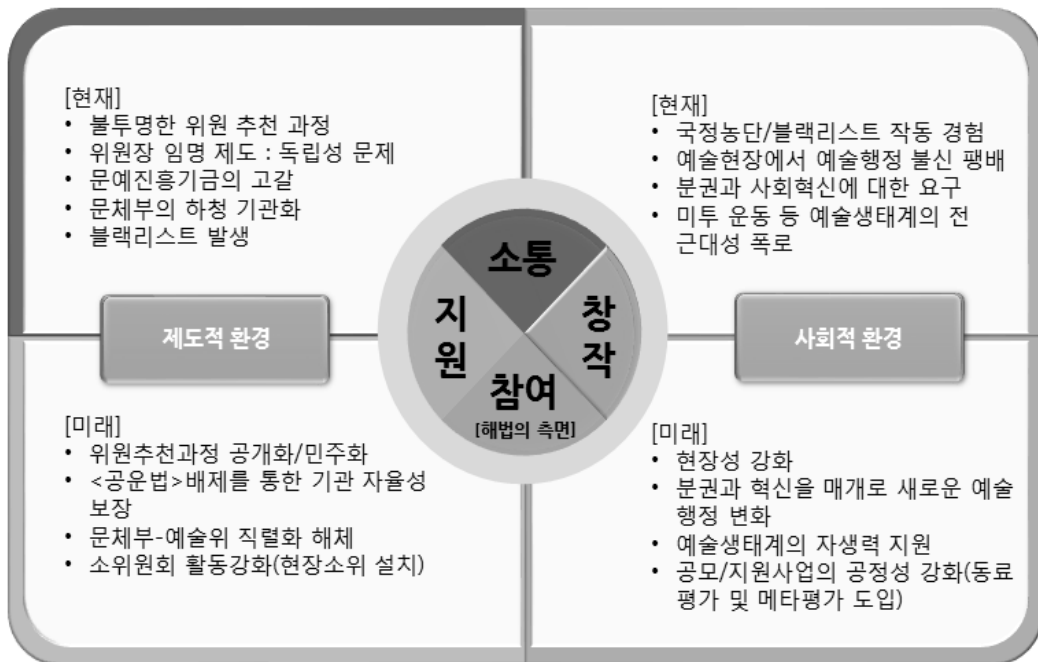 [현재]
• 불투명한 위원 추천 과정
• 위원장 임명 제도 : 독립성 문제
• 문예진흥기금의 고갈
• 문체부의 하청 기관화
• 블랙리스트 발생
[현재]
• 국정농단/블랙리스트 작동 경험
• 예술현장에서 예술행정 불신 팽배
• 분권과 사회혁신에 대한 요구
• 미투 운동 등 예술생태계의 전
근대성 폭로
제도적 환경
소통
지
원
창
작
참여
[해법의 측면]
사회적 환경
[미래]
• 위원추천과정 공개화/민주화
• <공운법>배제를 통한 기관 자율성
보장
• 문체부-예술위 직렬화 해체
• 소위원회 활동강화(현장소위 설치)
[미래]
• 현장성 강화
• 분권과 혁신을 매개로 새로운 예술
행정 변화
• 예술생태계의 자생력 지원
• 공모/지원사업의 공정성 강화(동료
평가 및 메타평가 도입)